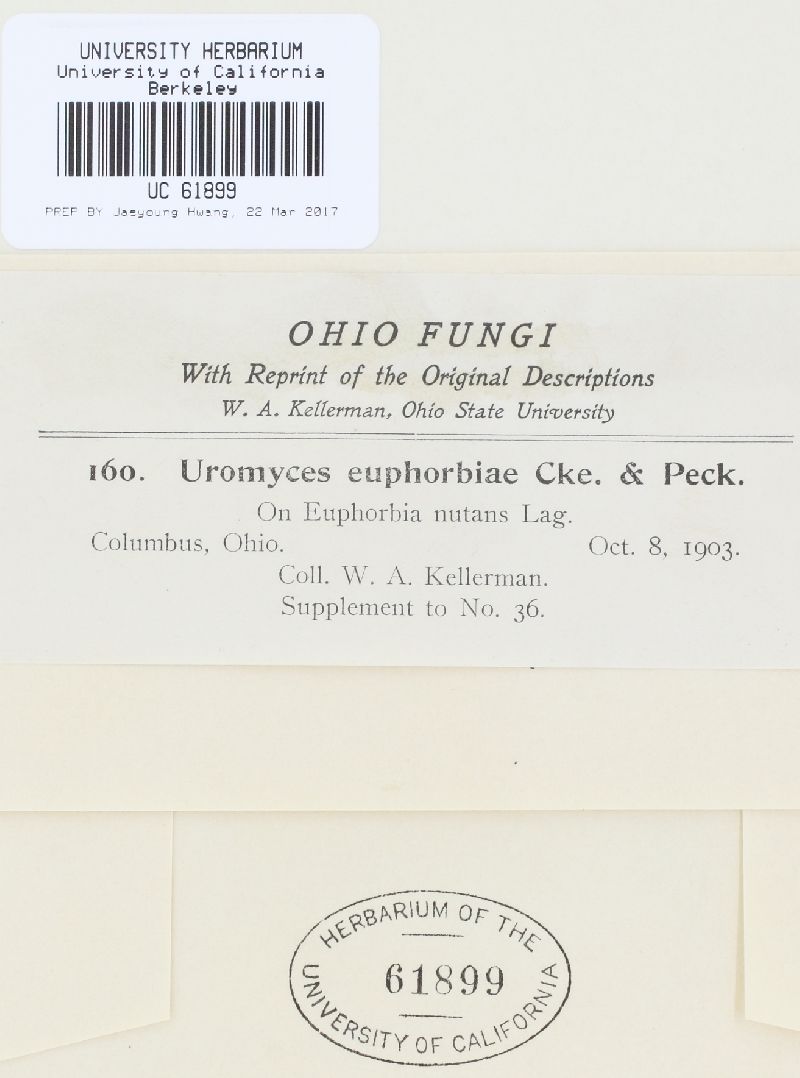 UNIVERSITY HERBARIUM
University of California
Berkeley
UC 61899
PREP BY Jaeyoung Hwang, 22 Mar 2017
OHIO FUNGI
With Reprint of the Original Descriptions
W. A. Kellerman, Ohio State University
160. Uromyces euphorbiae Cke. & Peck.
On Euphorbia nutans Lag.
Columbus, Ohio. Oct. 8, 1903.
Coll. W. A. Kellerman.
Supplement to No. 36.
HERBARIUM OF THE
61899
UNIVERSITY OF CALIFORNIA